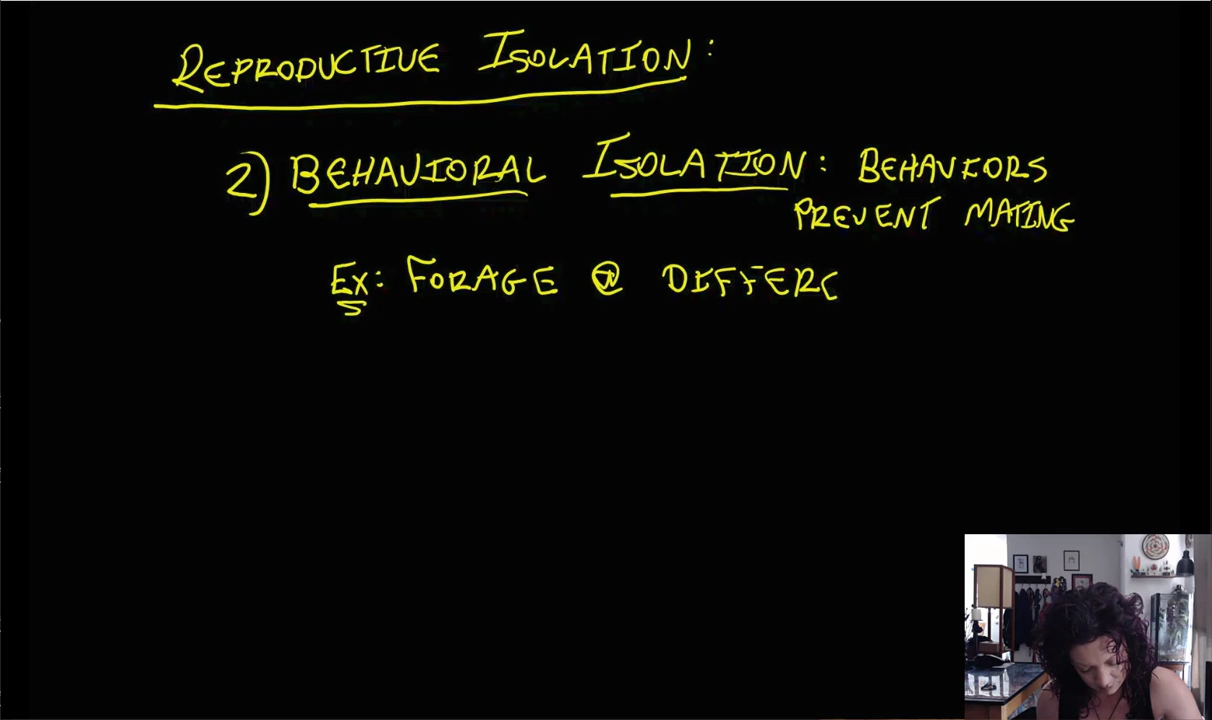 REPRODUCTIVE ISOLATION:
2) BEHAVIORAL ISOLATION: BEHAVIORS
PREVENT MATING
Ex: FORAGE @ DIFFERE